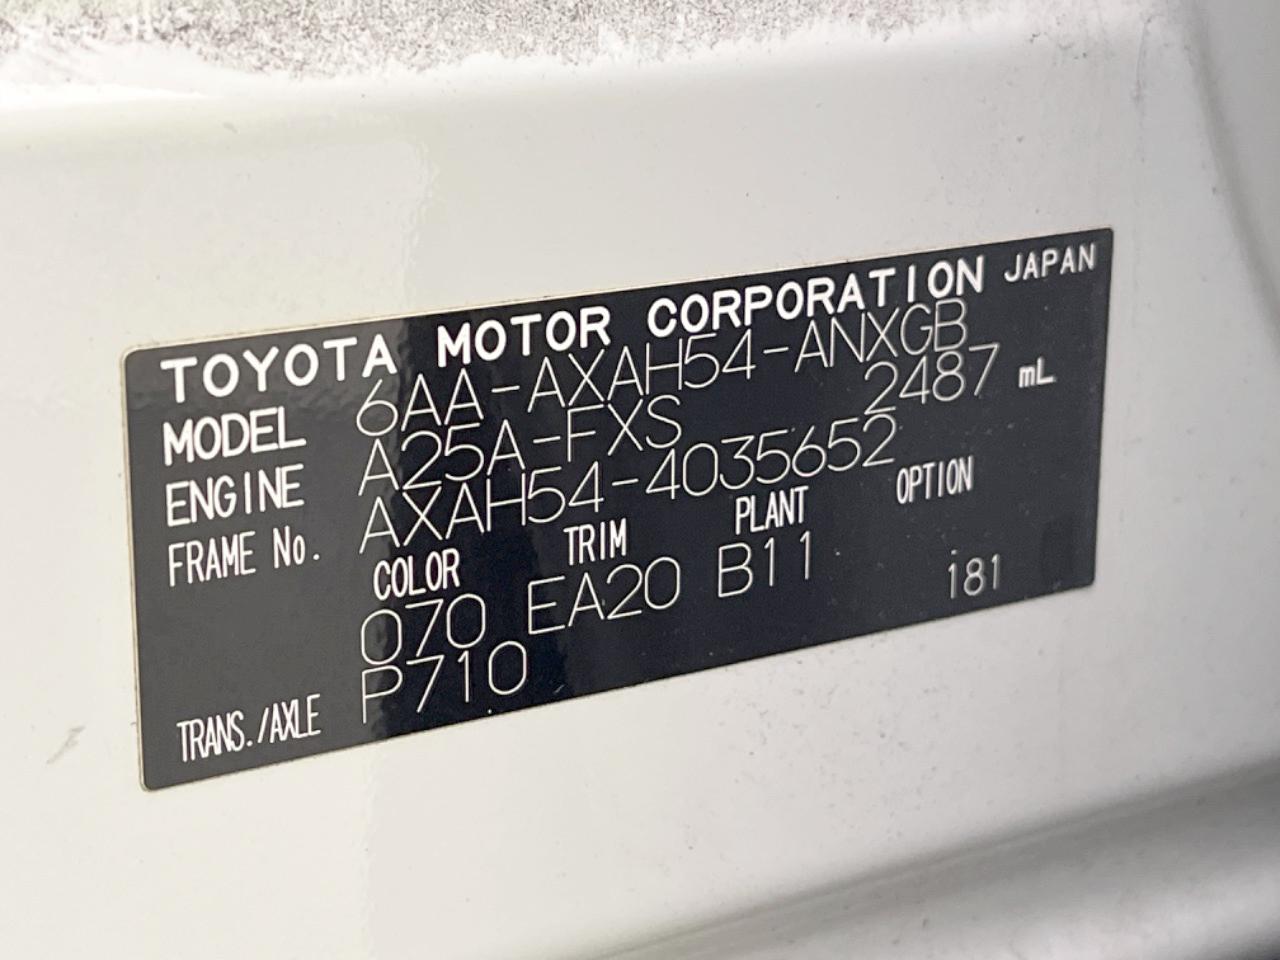 TOYOTA MOTOR CORPORATION JAPAN
MODEL 6AA-AXAH54-ANXGB
ENGINE A25A-FXS 2487 mL
FRAME No. AXAH54-4035652
COLOR TRIM PLANT OPTION
070 EA20 B11 181
TRANS./AXLE P710